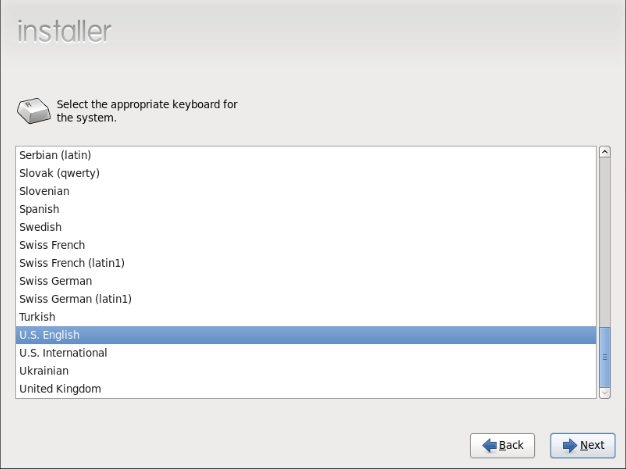 installer
Select the appropriate keyboard for
the system.
Serbian (latin)
Slovak (qwerty)
Slovenian
Spanish
Swedish
Swiss French
Swiss French (latin1)
Swiss German
Swiss German (latin1)
Turkish
U.S. English
U.S. International
Ukrainian
United Kingdom
Back
Next